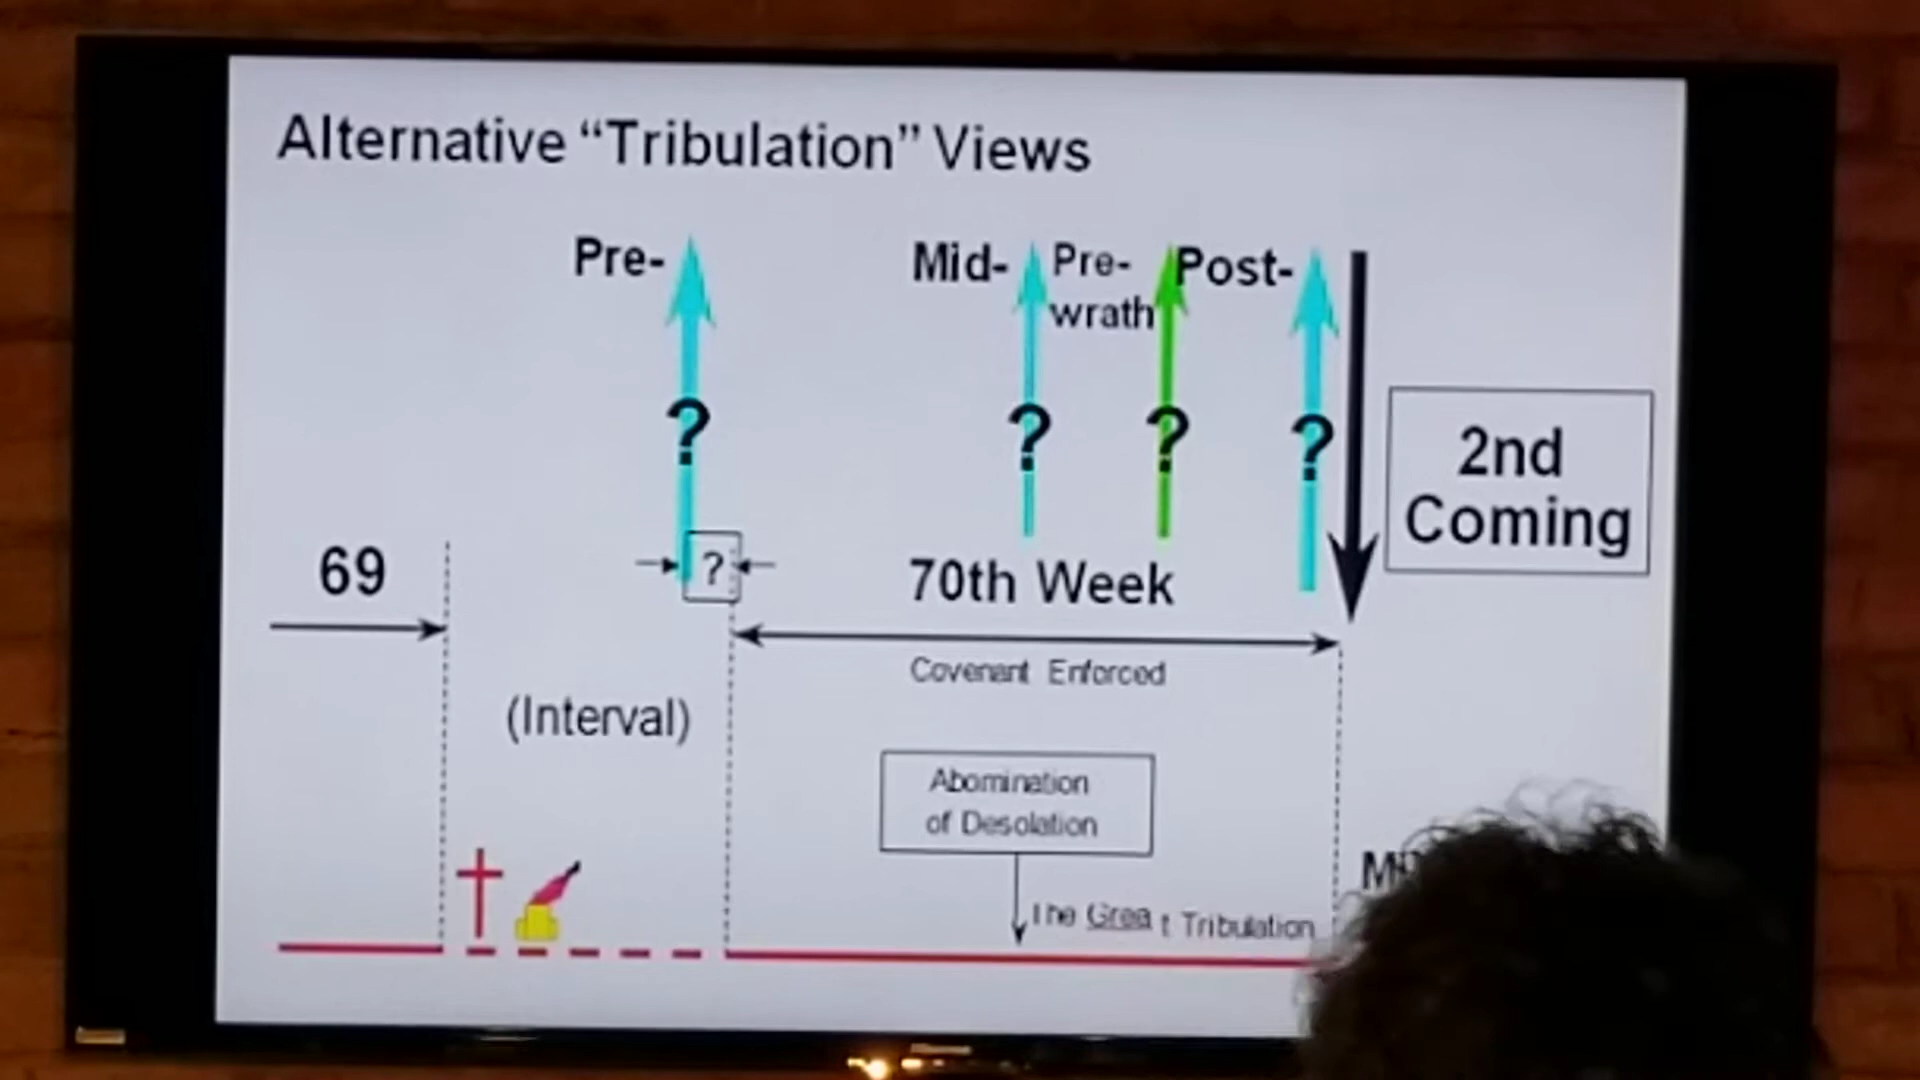 Alternative “Tribulation” Views
Pre-
Mid-
Pre-
wrath
Post-
?
?
?
?
2nd
Coming
69
?
70th Week
Covenant Enforced
(Interval)
Abomination
of Desolation
The Great Tribulation